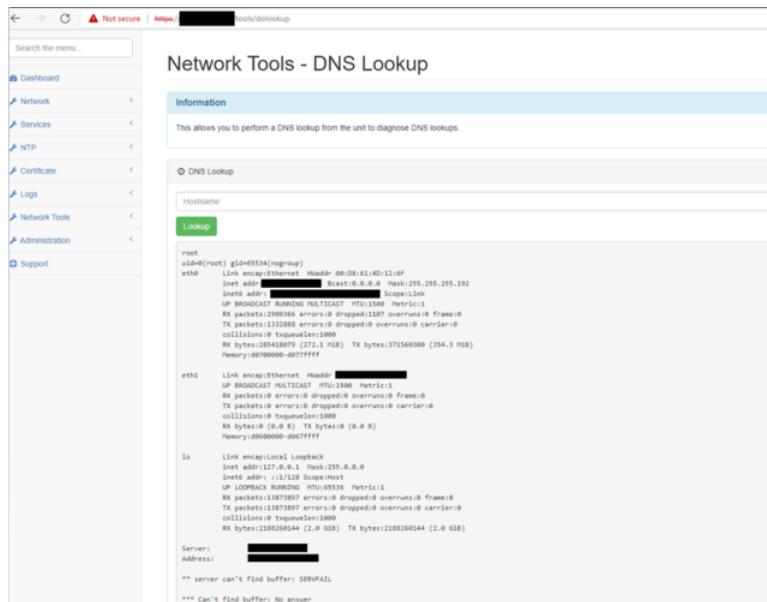 Not secure | https:// tools/dolookup
Search the menu...
Dashboard
Network
Services
NTP
Certificate
Logs
Network Tools
Administration
Support
Network Tools - DNS Lookup
Information
This allows you to perform a DNS lookup from the unit to diagnose DNS lookups.
DNS Lookup
Hostname
Lookup
root
uid=0(root) gid=65534(nogroup)
eth0 Link encap:Ethernet HWaddr 00:D8:61:4D:12:6F
inet addr: Bcast:0.0.0.0 Mask:255.255.255.192
inet6 addr: Scope:Link
UP BROADCAST RUNNING MULTICAST MTU:1500 Metric:1
RX packets:2909366 errors:0 dropped:1107 overruns:0 frame:0
TX packets:1332888 errors:0 dropped:0 overruns:0 carrier:0
collisions:0 txqueuelen:1000
RX bytes:285418079 (272.1 MiB) TX bytes:371560300 (354.3 MiB)
Memory:d0700000-d077ffff
eth1 Link encap:Ethernet HWaddr
UP BROADCAST MULTICAST MTU:1500 Metric:1
RX packets:0 errors:0 dropped:0 overruns:0 frame:0
TX packets:0 errors:0 dropped:0 overruns:0 carrier:0
collisions:0 txqueuelen:1000
RX bytes:0 (0.0 B) TX bytes:0 (0.0 B)
Memory:d0600000-d067ffff
lo Link encap:Local Loopback
inet addr:127.0.0.1 Mask:255.0.0.0
inet6 addr: ::1/128 Scope:Host
UP LOOPBACK RUNNING MTU:65536 Metric:1
RX packets:13873897 errors:0 dropped:0 overruns:0 frame:0
TX packets:13873897 errors:0 dropped:0 overruns:0 carrier:0
collisions:0 txqueuelen:1000
RX bytes:2188260144 (2.0 GiB) TX bytes:2188260144 (2.0 GiB)
Server:
Address:
** server can't find buffer: SERVFAIL
*** Can't find buffer: No answer